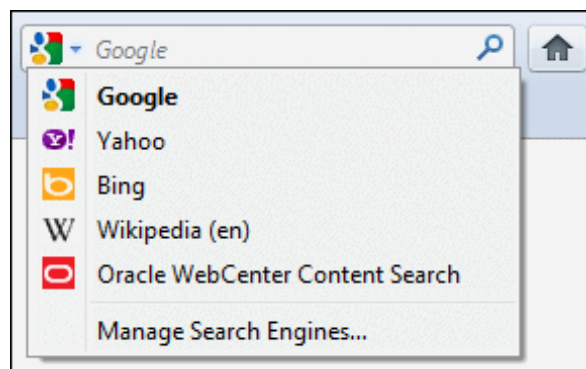 Google
Google
Yahoo
Bing
Wikipedia (en)
Oracle WebCenter Content Search
Manage Search Engines...